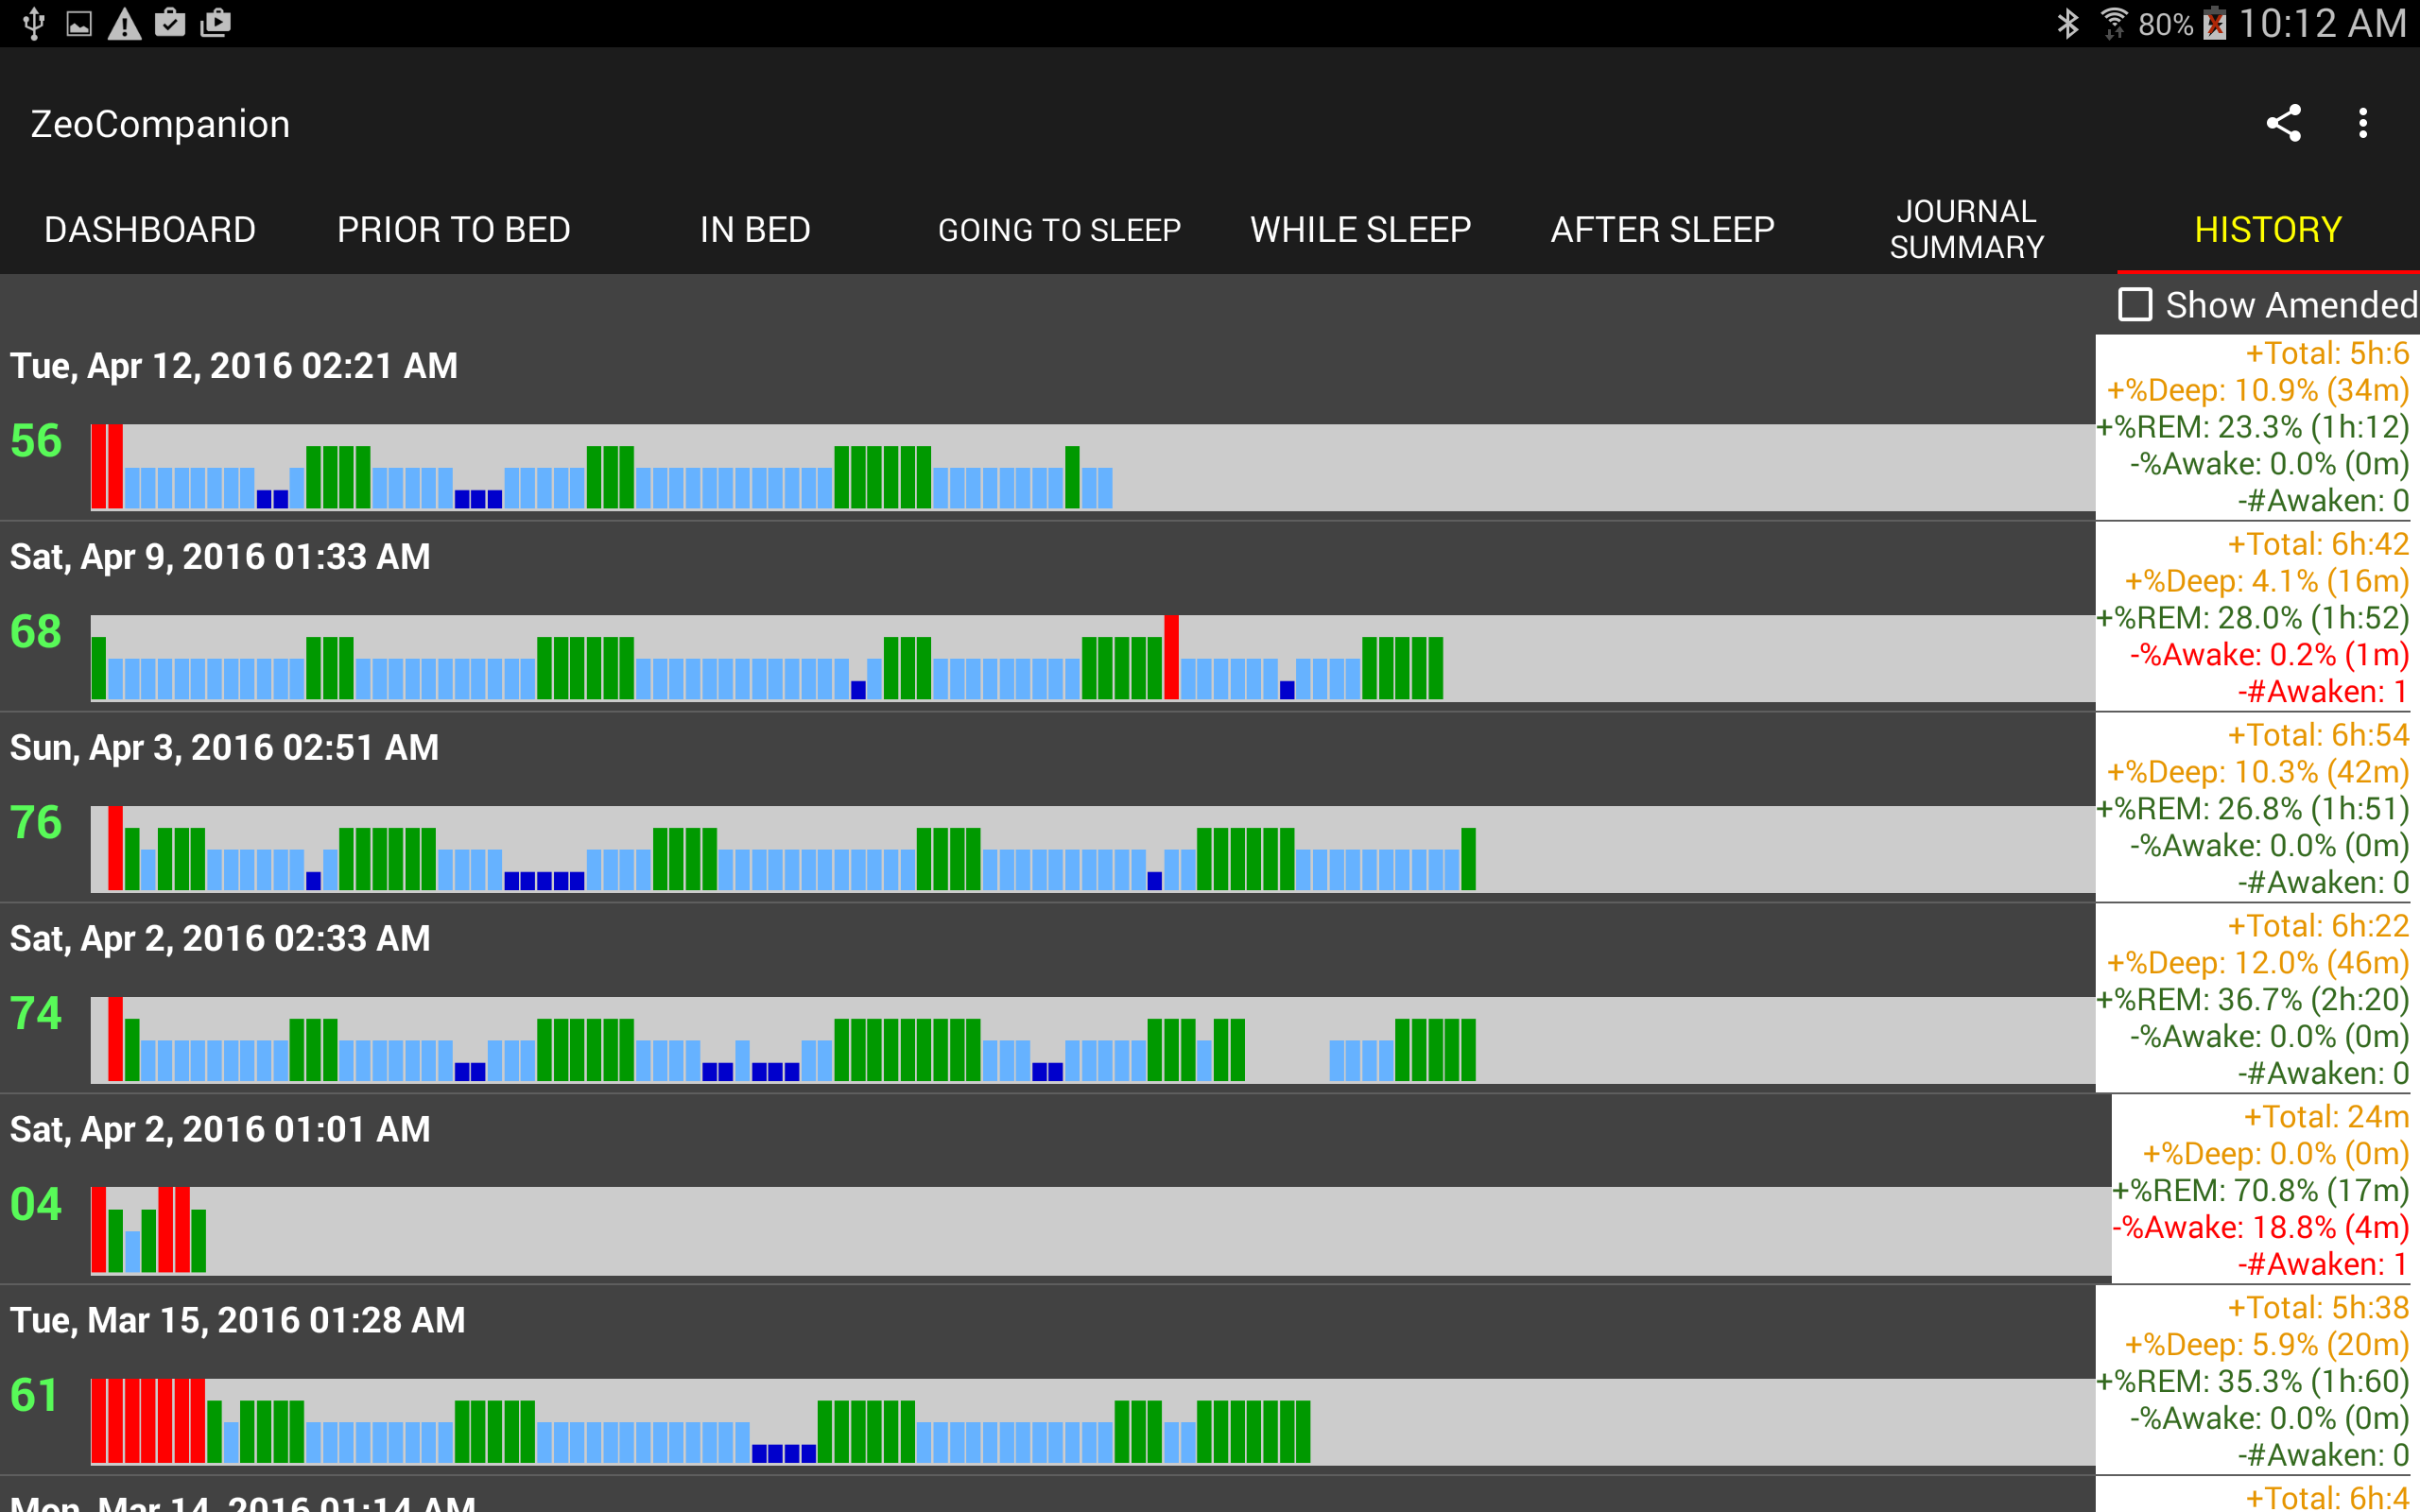 80% 10:12 AM
ZeoCompanion
DASHBOARD
PRIOR TO BED
IN BED
GOING TO SLEEP
WHILE SLEEP
AFTER SLEEP
JOURNAL
SUMMARY
HISTORY
Show Amended
Tue, Apr 12, 2016 02:21 AM
56
+Total: 5h:6
+%Deep: 10.9% (34m)
+%REM: 23.3% (1h:12)
-%Awake: 0.0% (0m)
-#Awaken: 0
Sat, Apr 9, 2016 01:33 AM
68
+Total: 6h:42
+%Deep: 4.1% (16m)
+%REM: 28.0% (1h:52)
-%Awake: 0.2% (1m)
-#Awaken: 1
Sun, Apr 3, 2016 02:51 AM
76
+Total: 6h:54
+%Deep: 10.3% (42m)
+%REM: 26.8% (1h:51)
-%Awake: 0.0% (0m)
-#Awaken: 0
Sat, Apr 2, 2016 02:33 AM
74
+Total: 6h:22
+%Deep: 12.0% (46m)
+%REM: 36.7% (2h:20)
-%Awake: 0.0% (0m)
-#Awaken: 0
Sat, Apr 2, 2016 01:01 AM
04
+Total: 24m
+%Deep: 0.0% (0m)
+%REM: 70.8% (17m)
-%Awake: 18.8% (4m)
-#Awaken: 1
Tue, Mar 15, 2016 01:28 AM
61
+Total: 5h:38
+%Deep: 5.9% (20m)
+%REM: 35.3% (1h:60)
-%Awake: 0.0% (0m)
-#Awaken: 0
Mon, Mar 14, 2016 01:14 AM
+Total: 6h:4